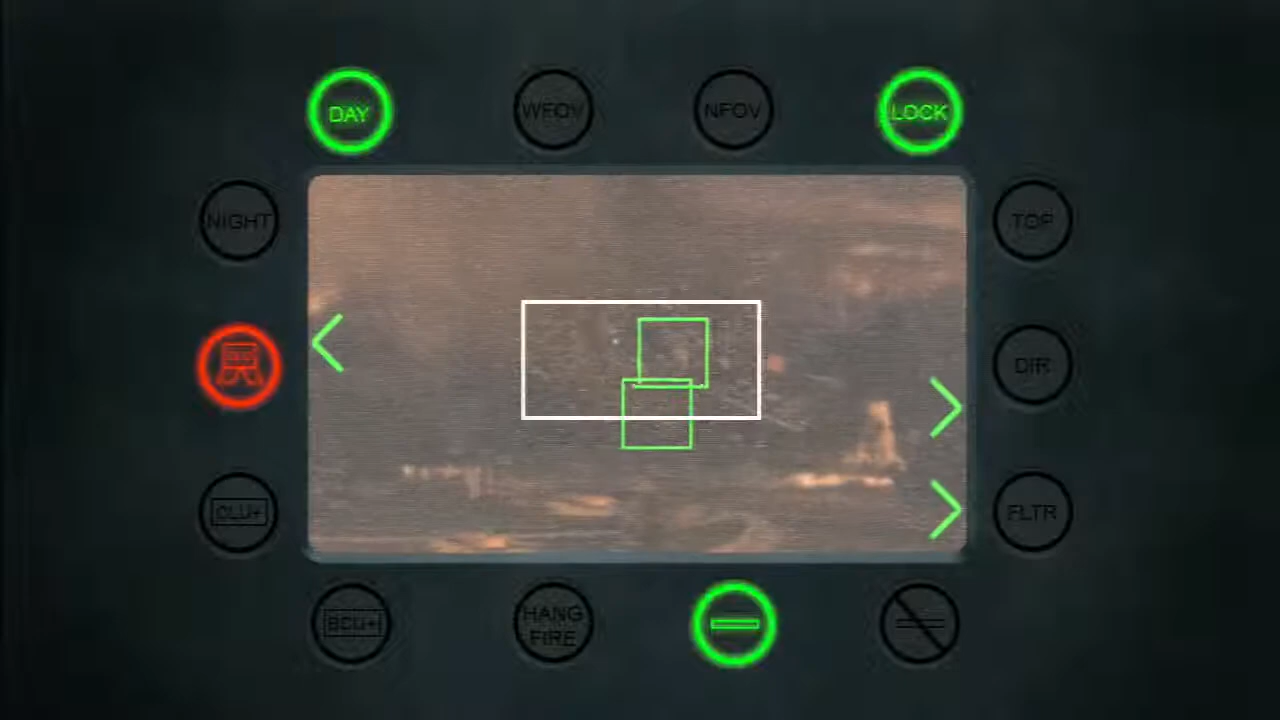 DAY
WFOV
NFOV
LOCK
NIGHT
TOP
DIR
CLU+
FLTR
BCU+
HANG
FIRE